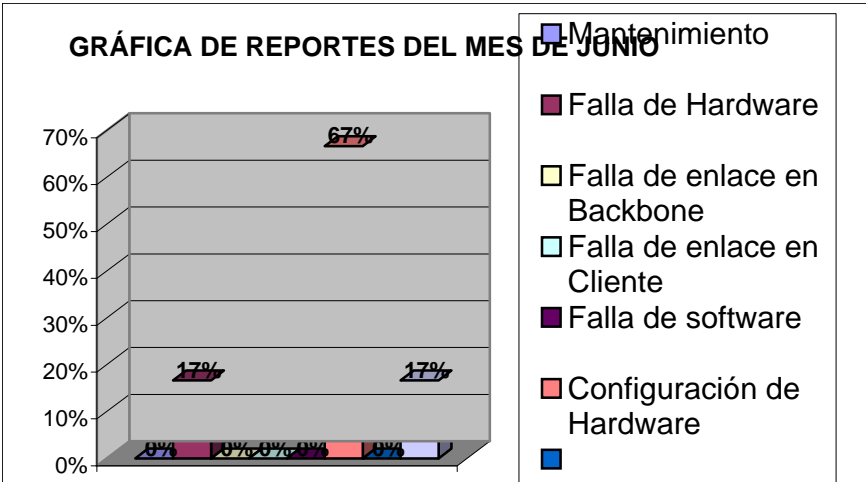 GRÁFICA DE REPORTES DEL MES DE JUNIO
70%
60%
50%
40%
30%
20%
10%
0%
67%
17%
17%
0%
0%
0%
0%
0%
Mantenimiento
Falla de Hardware
Falla de enlace en
Backbone
Falla de enlace en
Cliente
Falla de software
Configuración de
Hardware